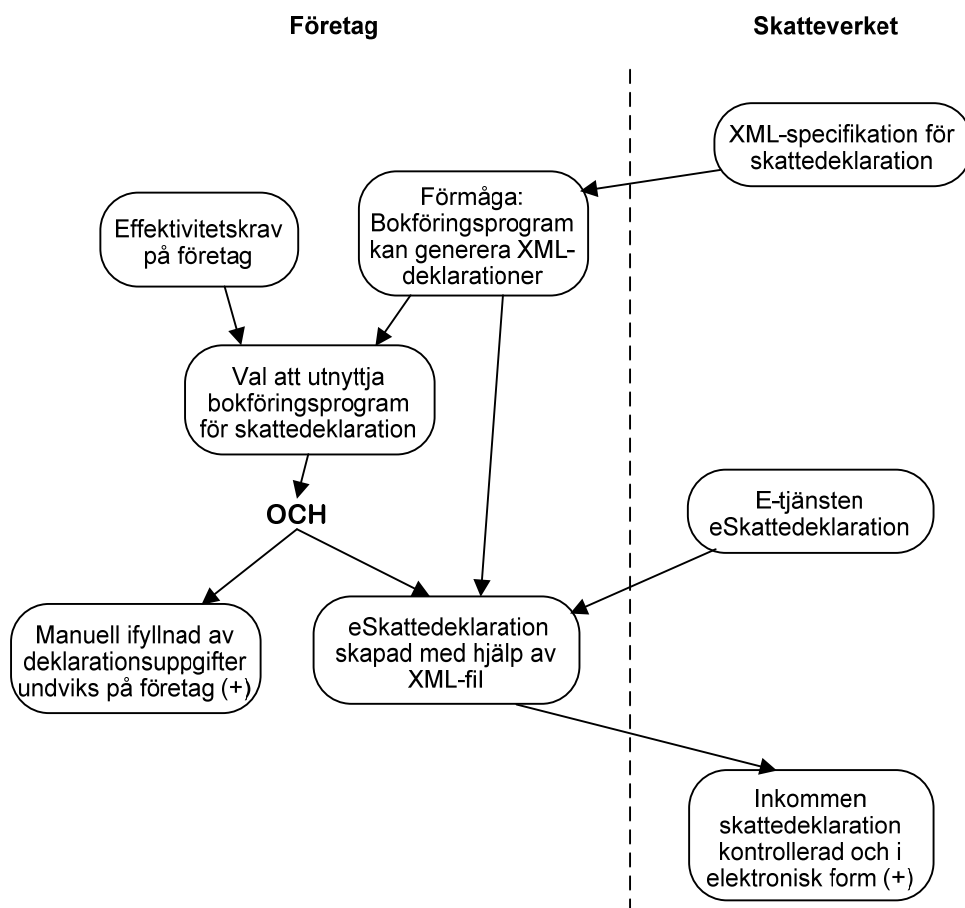 Företag
Skatteverket
XML-specifikation för
skattedeklaration
Förmåga:
Bokföringsprogram
kan generera XML-
deklarationer
Effektivitetskrav
på företag
Val att utnyttja
bokföringsprogram
för skattedeklaration
OCH
E-tjänsten
eSkattedeklaration
Manuell ifyllnad av
deklarationsuppgifter
undviks på företag (+)
eSkattedeklaration
skapad med hjälp av
XML-fil
Inkommen
skattedeklaration
kontrollerad och i
elektronisk form (+)